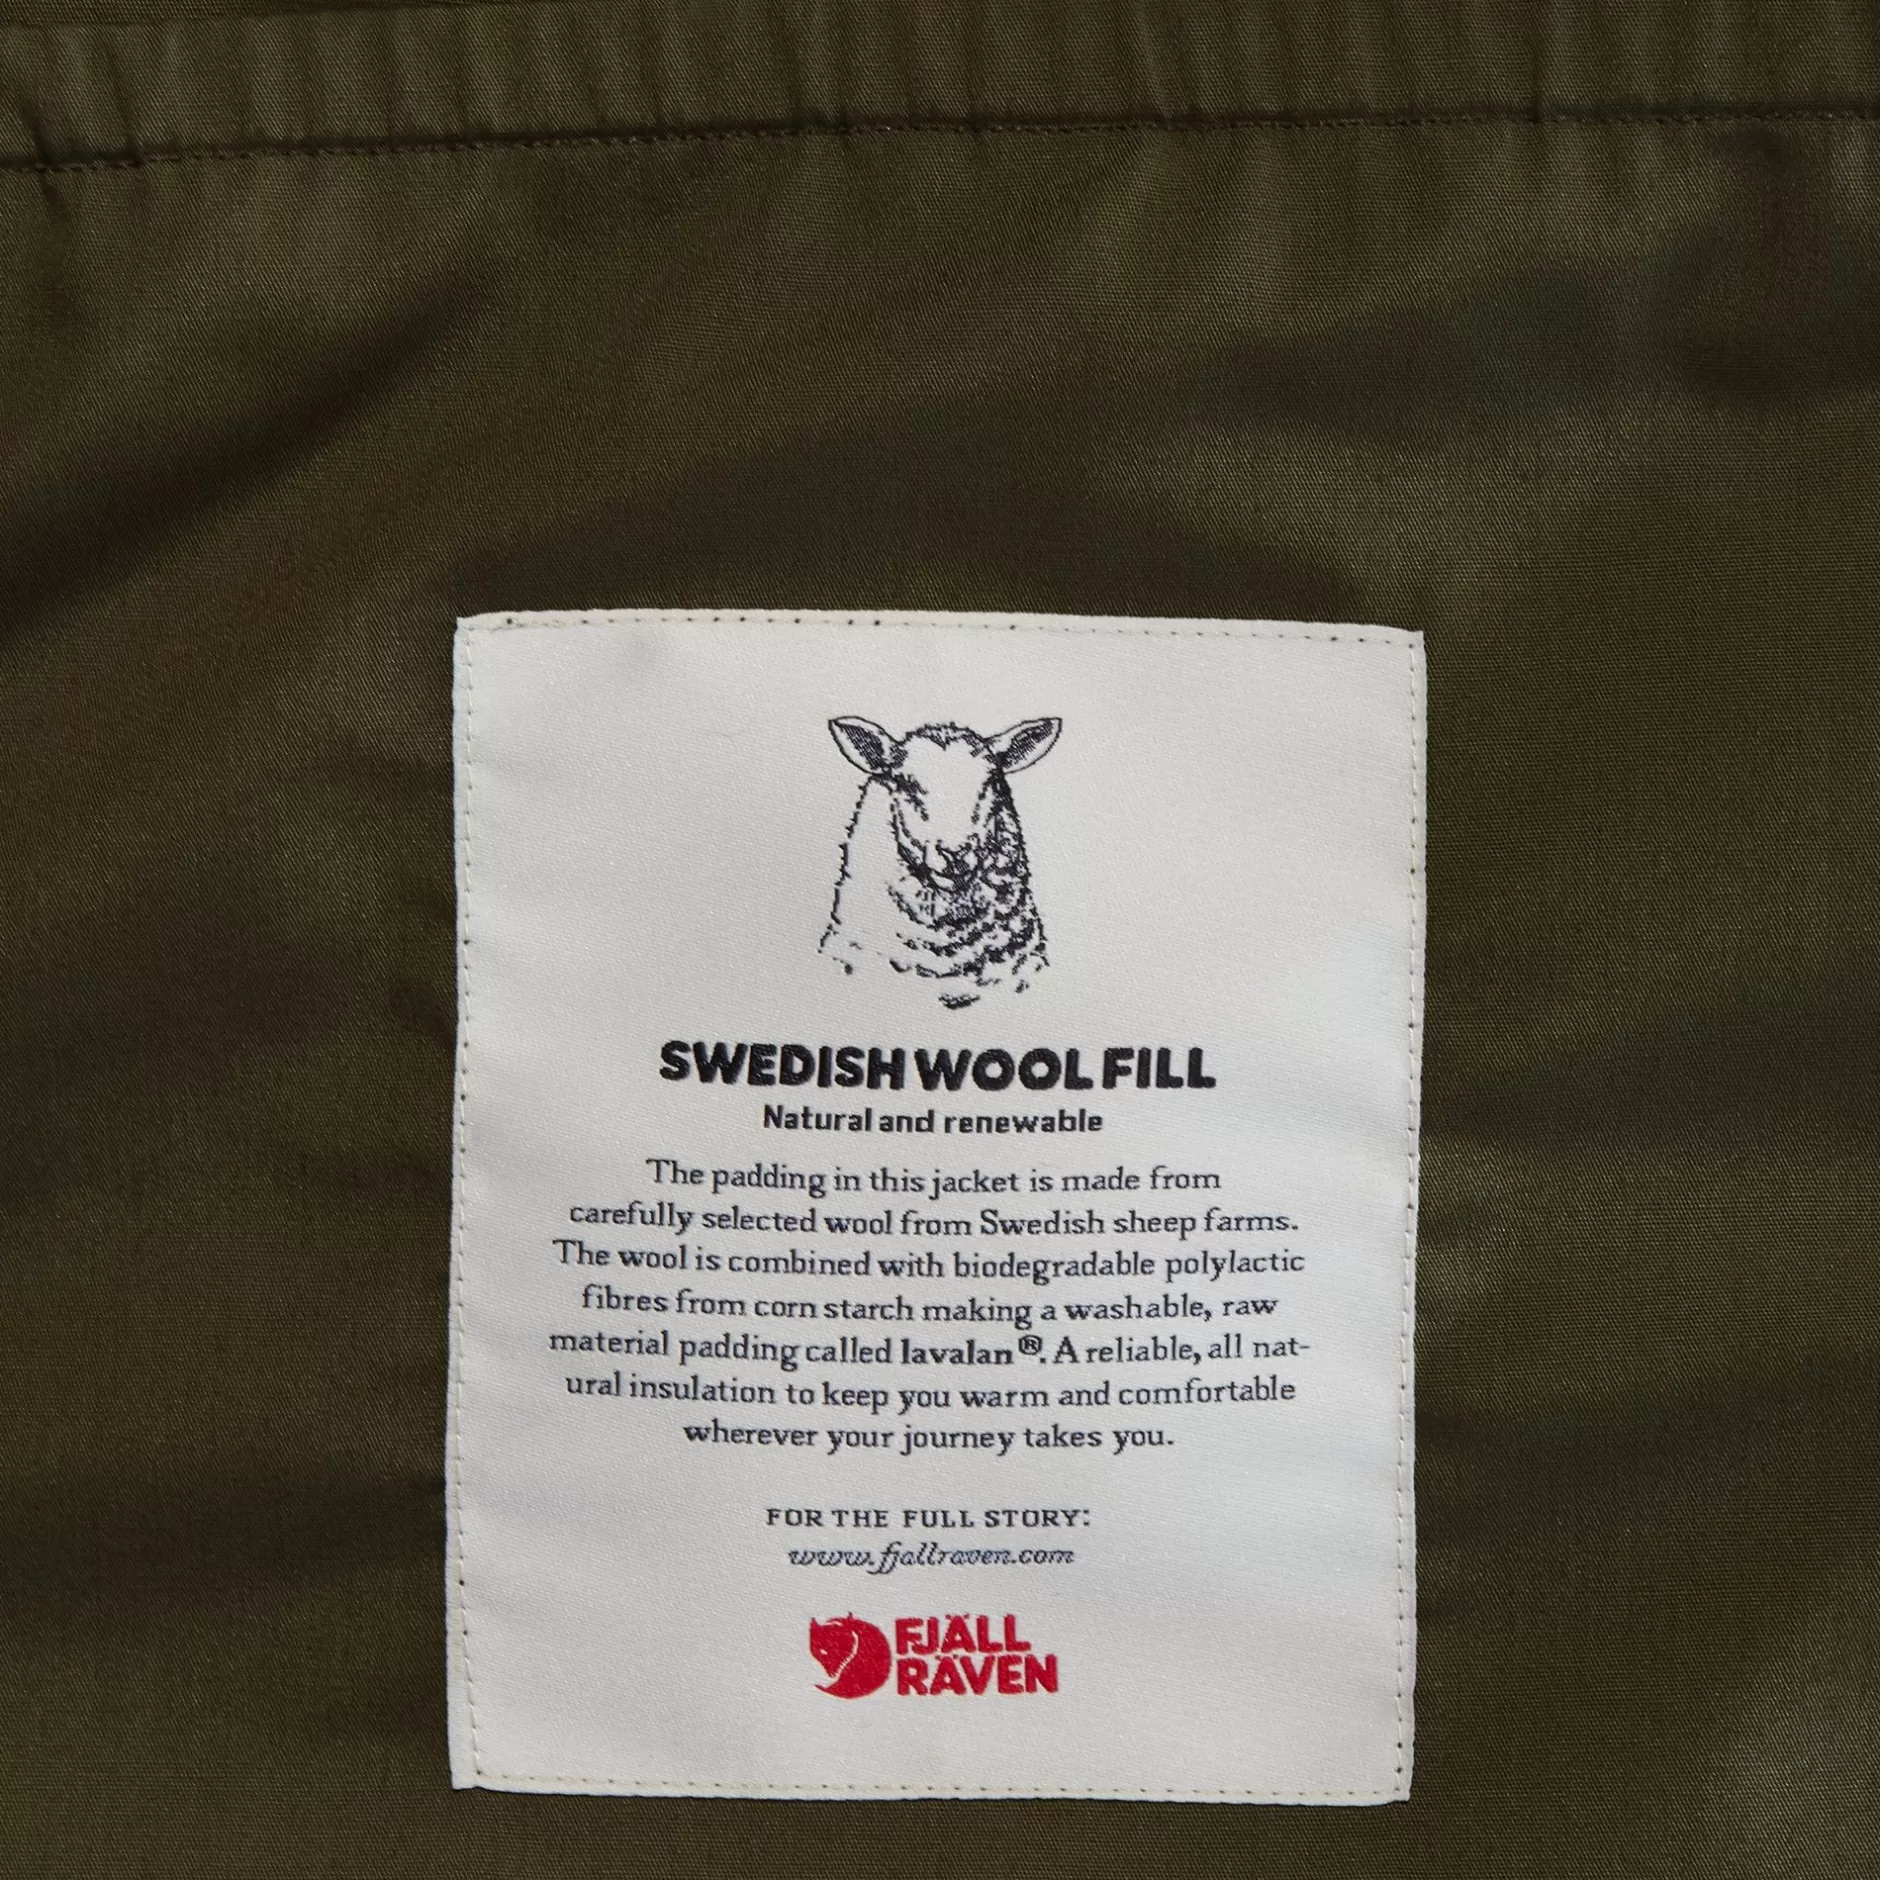 SWEDISH WOOL FILL
Natural and renewable
The padding in this jacket is made from
carefully selected wool from Swedish sheep farms.
The wool is combined with biodegradable polylactic
fibres from corn starch making a washable, raw
material padding called lavalan®. A reliable, all nat-
ural insulation to keep you warm and comfortable
wherever your journey takes you.
FOR THE FULL STORY:
www.fjallraven.com
FJÄLL
RÄVEN